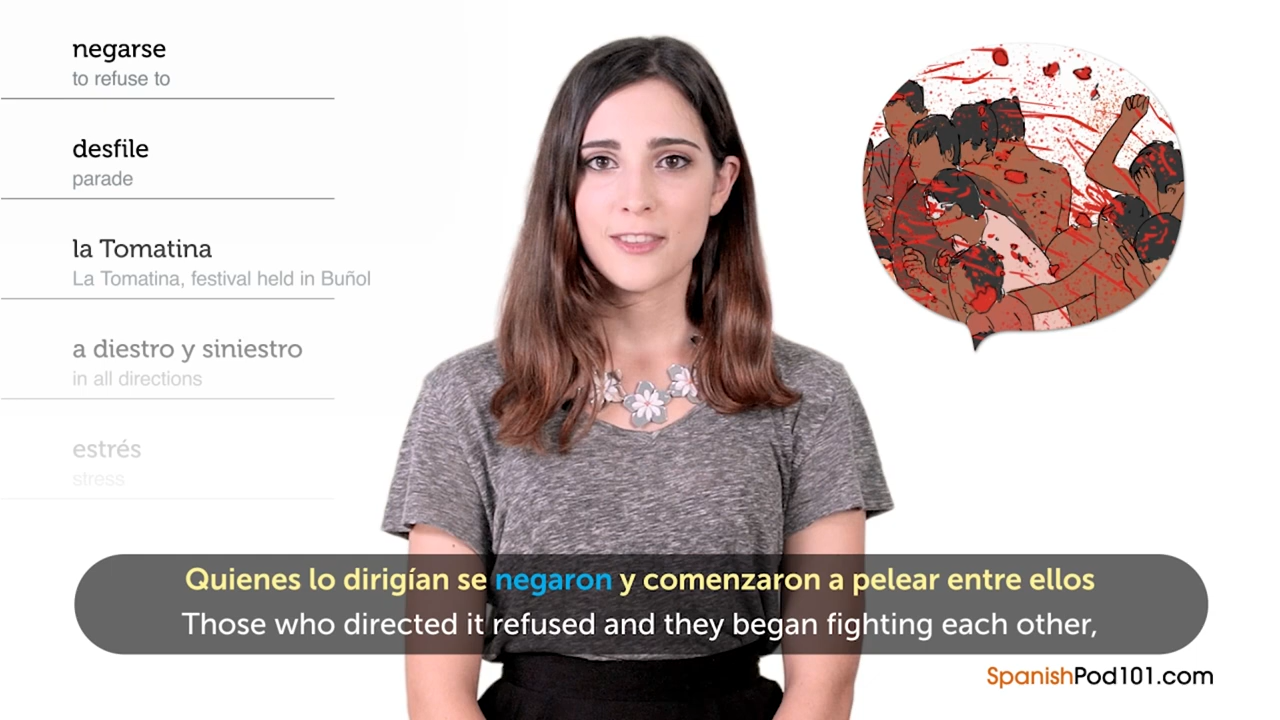 negarse
to refuse to
desfile
parade
la Tomatina
La Tomatina, festival held in Buñol
a diestro y siniestro
in all directions
estrés
stress
Quienes lo dirigían se negaron y comenzaron a pelear entre ellos
Those who directed it refused and they began fighting each other,
SpanishPod101.com